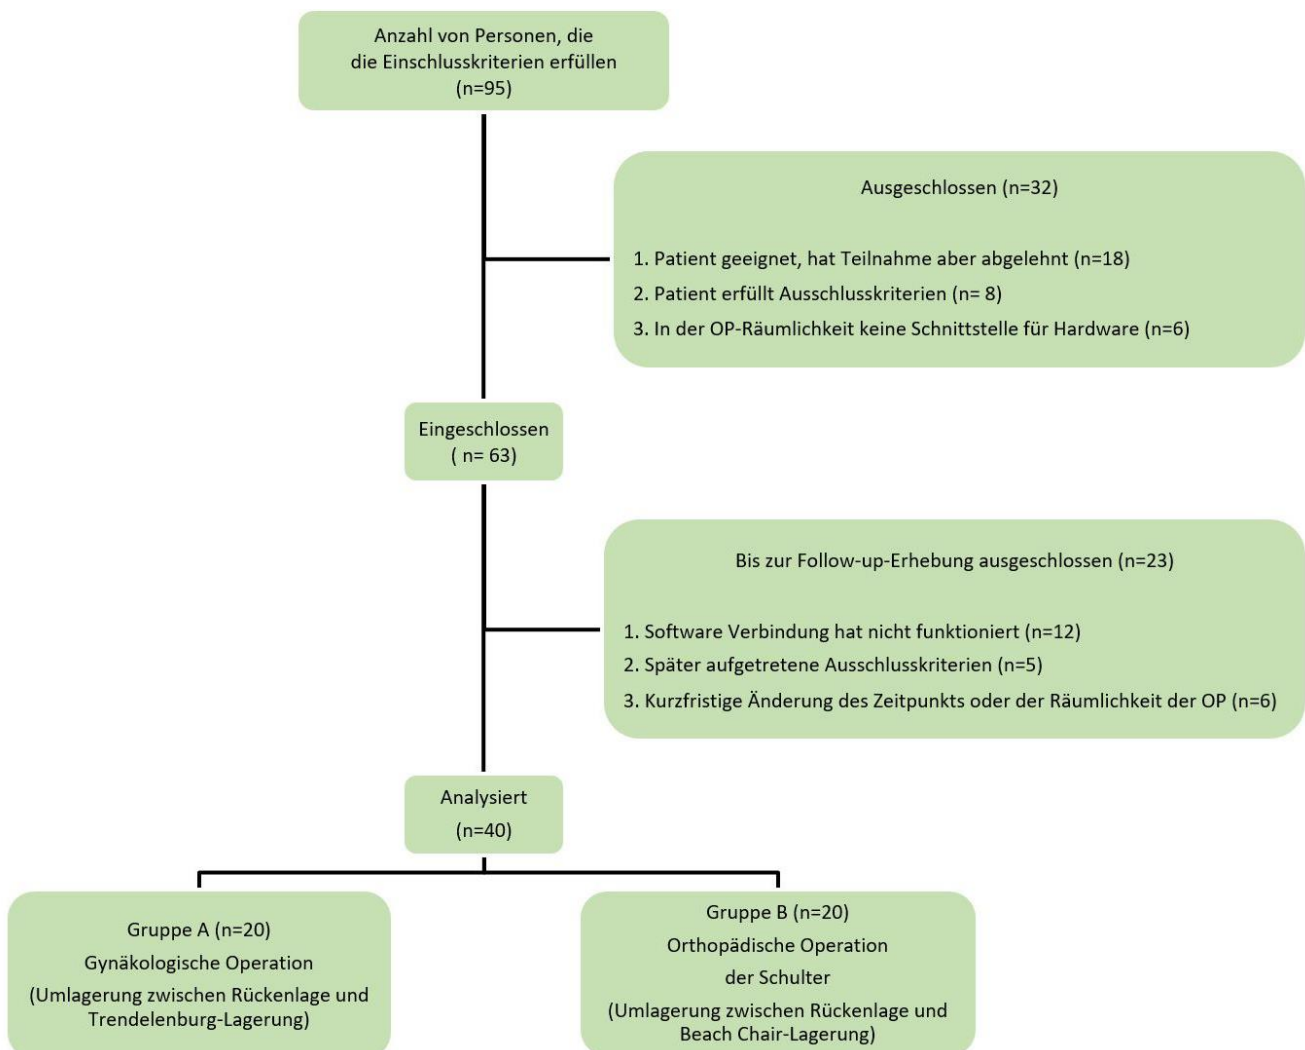 Anzahl von Personen, die
die Einschlusskriterien erfüllen
(n=95)
Ausgeschlossen (n=32)
1. Patient geeignet, hat Teilnahme aber abgelehnt (n=18)
2. Patient erfüllt Ausschlusskriterien (n= 8)
3. In der OP-Räumlichkeit keine Schnittstelle für Hardware (n=6)
Eingeschlossen
( n= 63)
Bis zur Follow-up-Erhebung ausgeschlossen (n=23)
1. Software Verbindung hat nicht funktioniert (n=12)
2. Später aufgetretene Ausschlusskriterien (n=5)
3. Kurzfristige Änderung des Zeitpunkts oder der Räumlichkeit der OP (n=6)
Analysiert
(n=40)
Gruppe A (n=20)
Gynäkologische Operation
(Umlagerung zwischen Rückenlage und
Trendelenburg-Lagerung)
Gruppe B (n=20)
Orthopädische Operation
der Schulter
(Umlagerung zwischen Rückenlage und
Beach Chair-Lagerung)